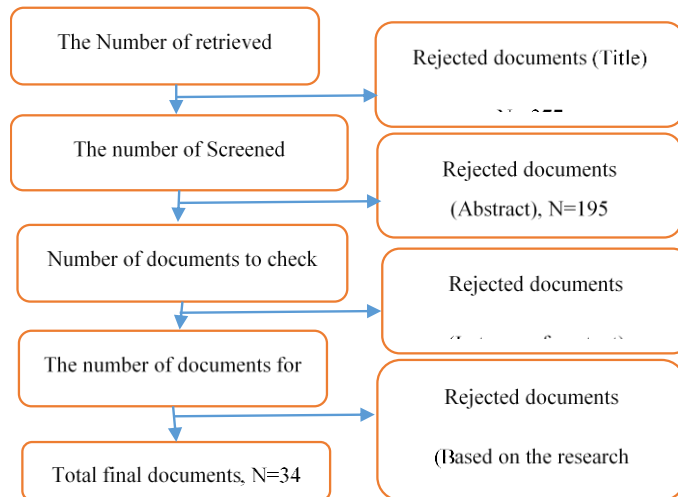 The Number of retrieved
Rejected documents (Title)
The number of Screened
Rejected documents
(Abstract), N=195
Number of documents to check
Rejected documents
The number of documents for
Rejected documents
(Based on the research
Total final documents, N=34